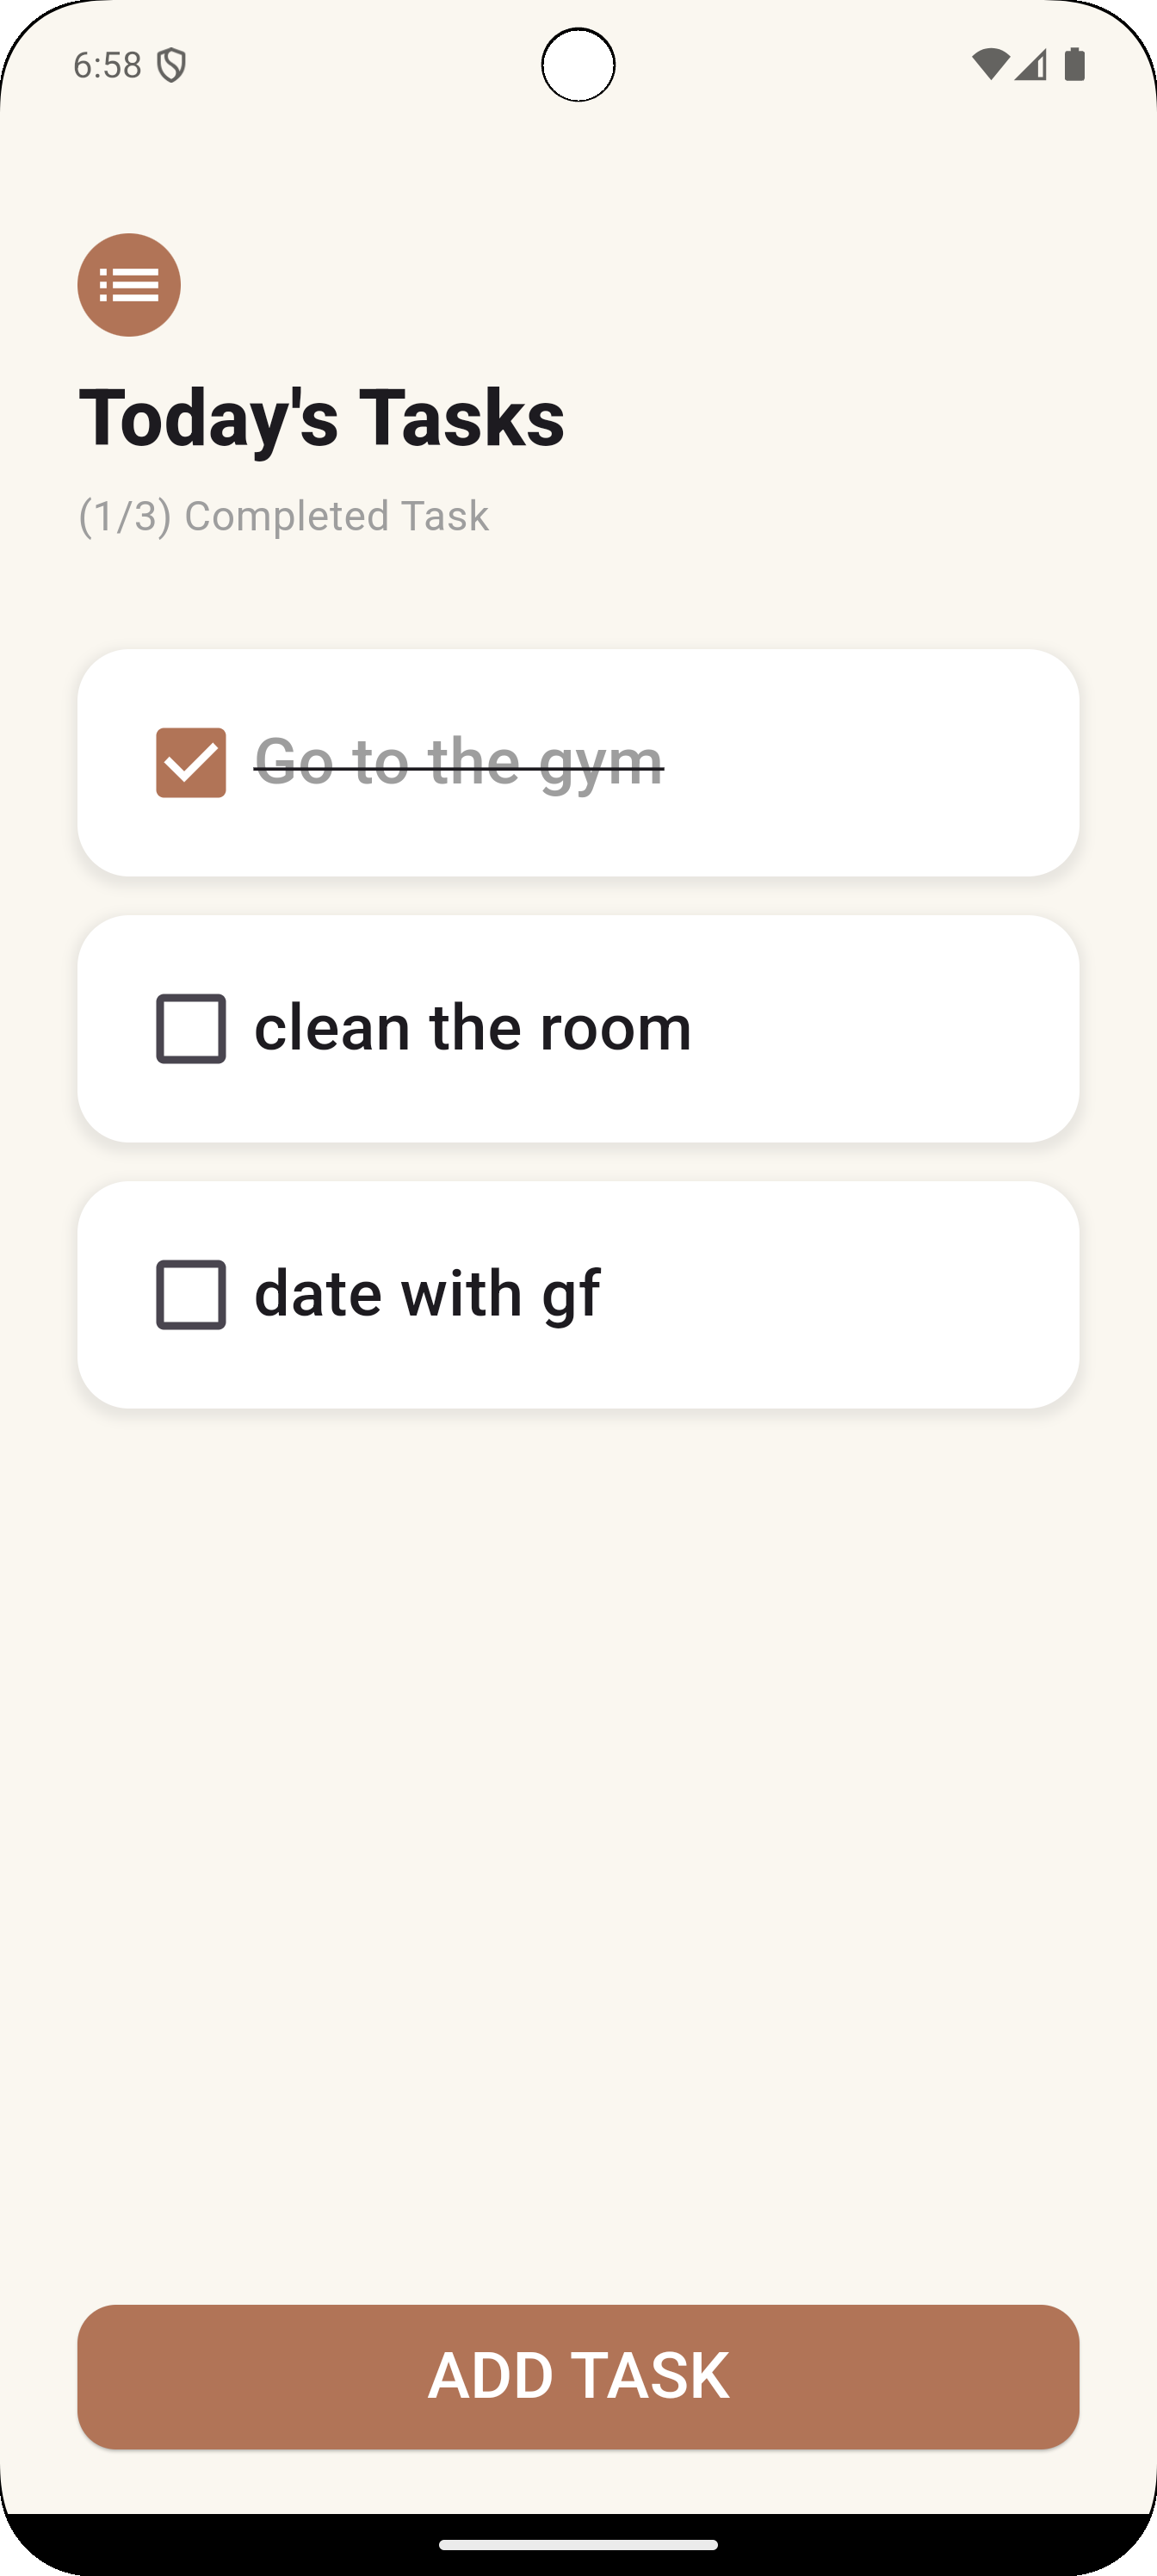 6:58
Today's Tasks
(1/3) Completed Task
Go to the gym
clean the room
date with gf
ADD TASK